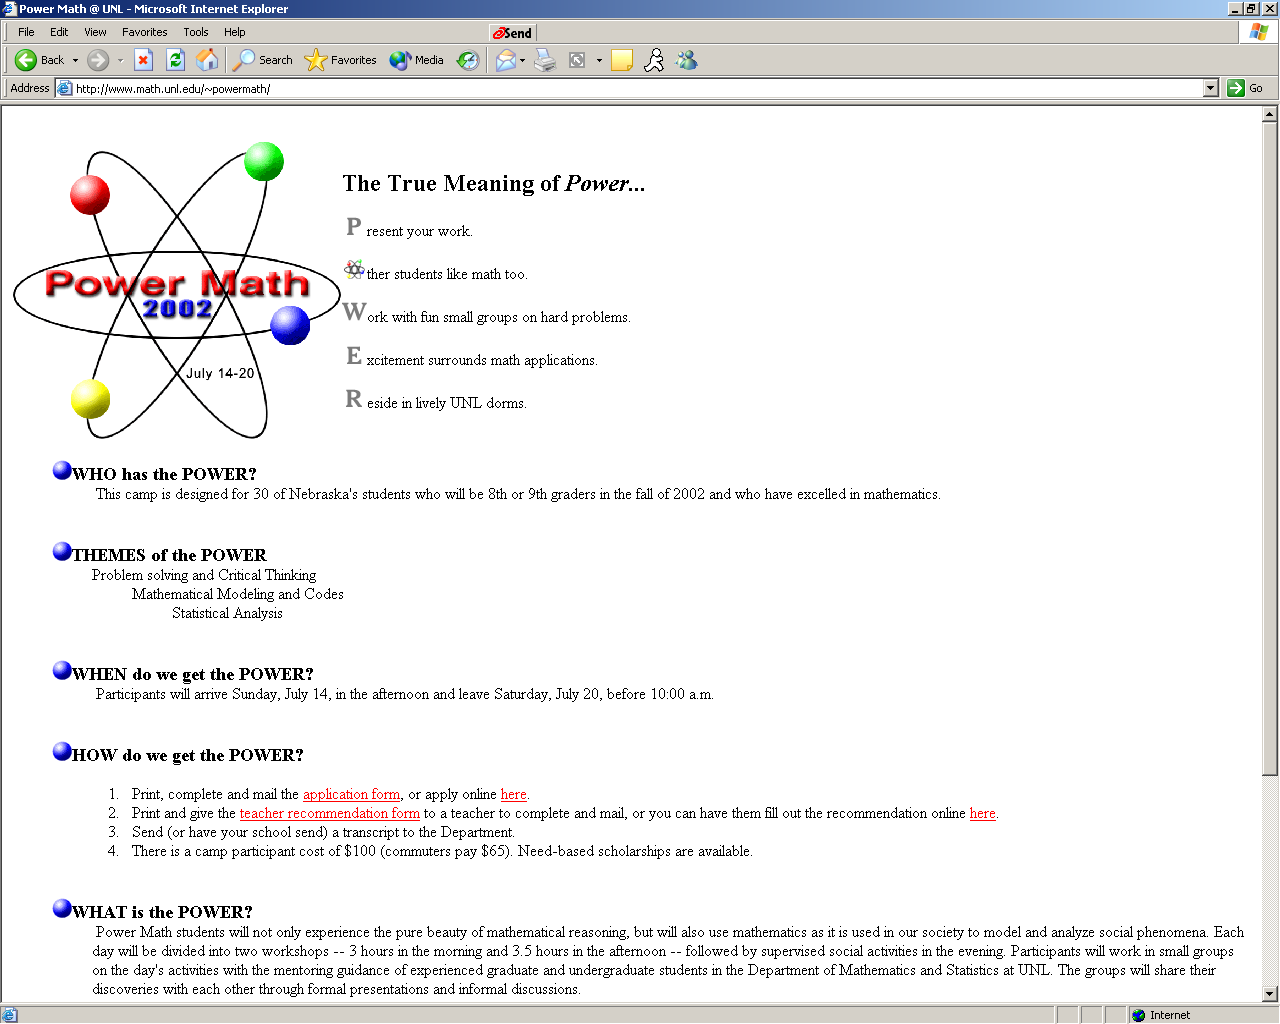 Power Math @ UNL - Microsoft Internet Explorer
File Edit View Favorites Tools Help Send
Back Search Favorites Media
Address http://www.math.unl.edu/~powermath/ Go
Power Math
2002
July 14-20
The True Meaning of Power...
P resent your work.
ther students like math too.
W ork with fun small groups on hard problems.
E xcitement surrounds math applications.
R eside in lively UNL dorms.
WHO has the POWER?
This camp is designed for 30 of Nebraska's students who will be 8th or 9th graders in the fall of 2002 and who have excelled in mathematics.
THEMES of the POWER
Problem solving and Critical Thinking
Mathematical Modeling and Codes
Statistical Analysis
WHEN do we get the POWER?
Participants will arrive Sunday, July 14, in the afternoon and leave Saturday, July 20, before 10:00 a.m.
HOW do we get the POWER?
1. Print, complete and mail the application form, or apply online here.
2. Print and give the teacher recommendation form to a teacher to complete and mail, or you can have them fill out the recommendation online here.
3. Send (or have your school send) a transcript to the Department.
4. There is a camp participant cost of $100 (commuters pay $65). Need-based scholarships are available.
WHAT is the POWER?
Power Math students will not only experience the pure beauty of mathematical reasoning, but will also use mathematics as it is used in our society to model and analyze social phenomena. Each
day will be divided into two workshops -- 3 hours in the morning and 3.5 hours in the afternoon -- followed by supervised social activities in the evening. Participants will work in small groups
on the day's activities with the mentoring guidance of experienced graduate and undergraduate students in the Department of Mathematics and Statistics at UNL. The groups will share their
discoveries with each other through formal presentations and informal discussions.
Internet